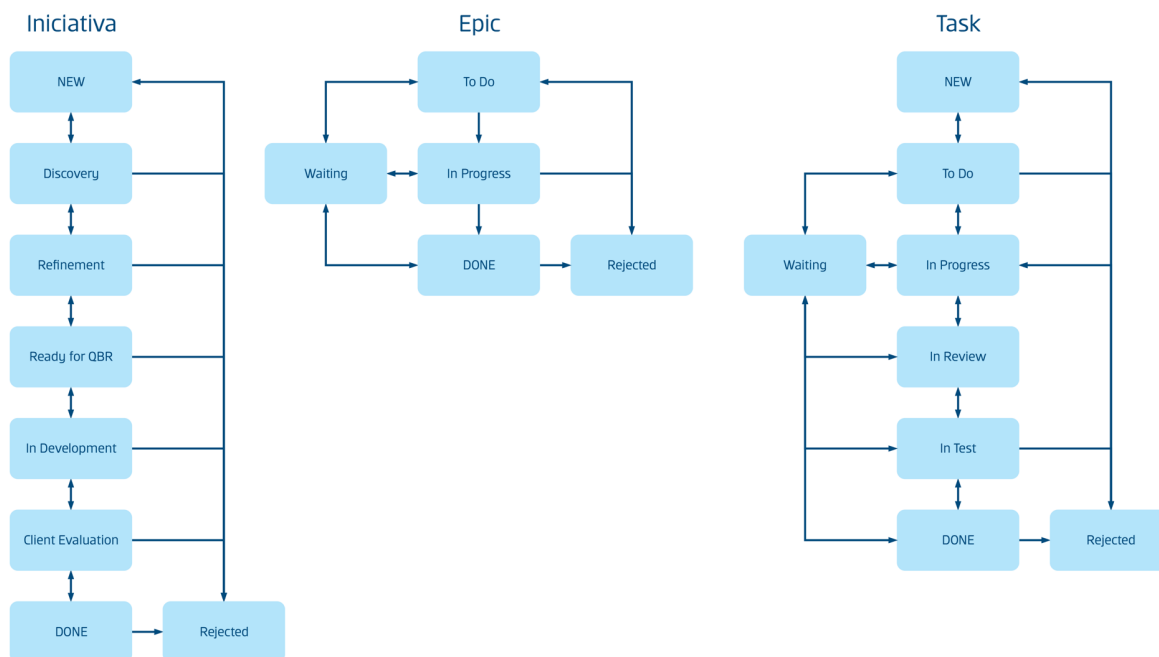 Iniciativa
NEW
Discovery
Refinement
Ready for QBR
In Development
Client Evaluation
DONE
Rejected
Epic
To Do
Waiting
In Progress
DONE
Rejected
Task
NEW
To Do
Waiting
In Progress
In Review
In Test
DONE
Rejected